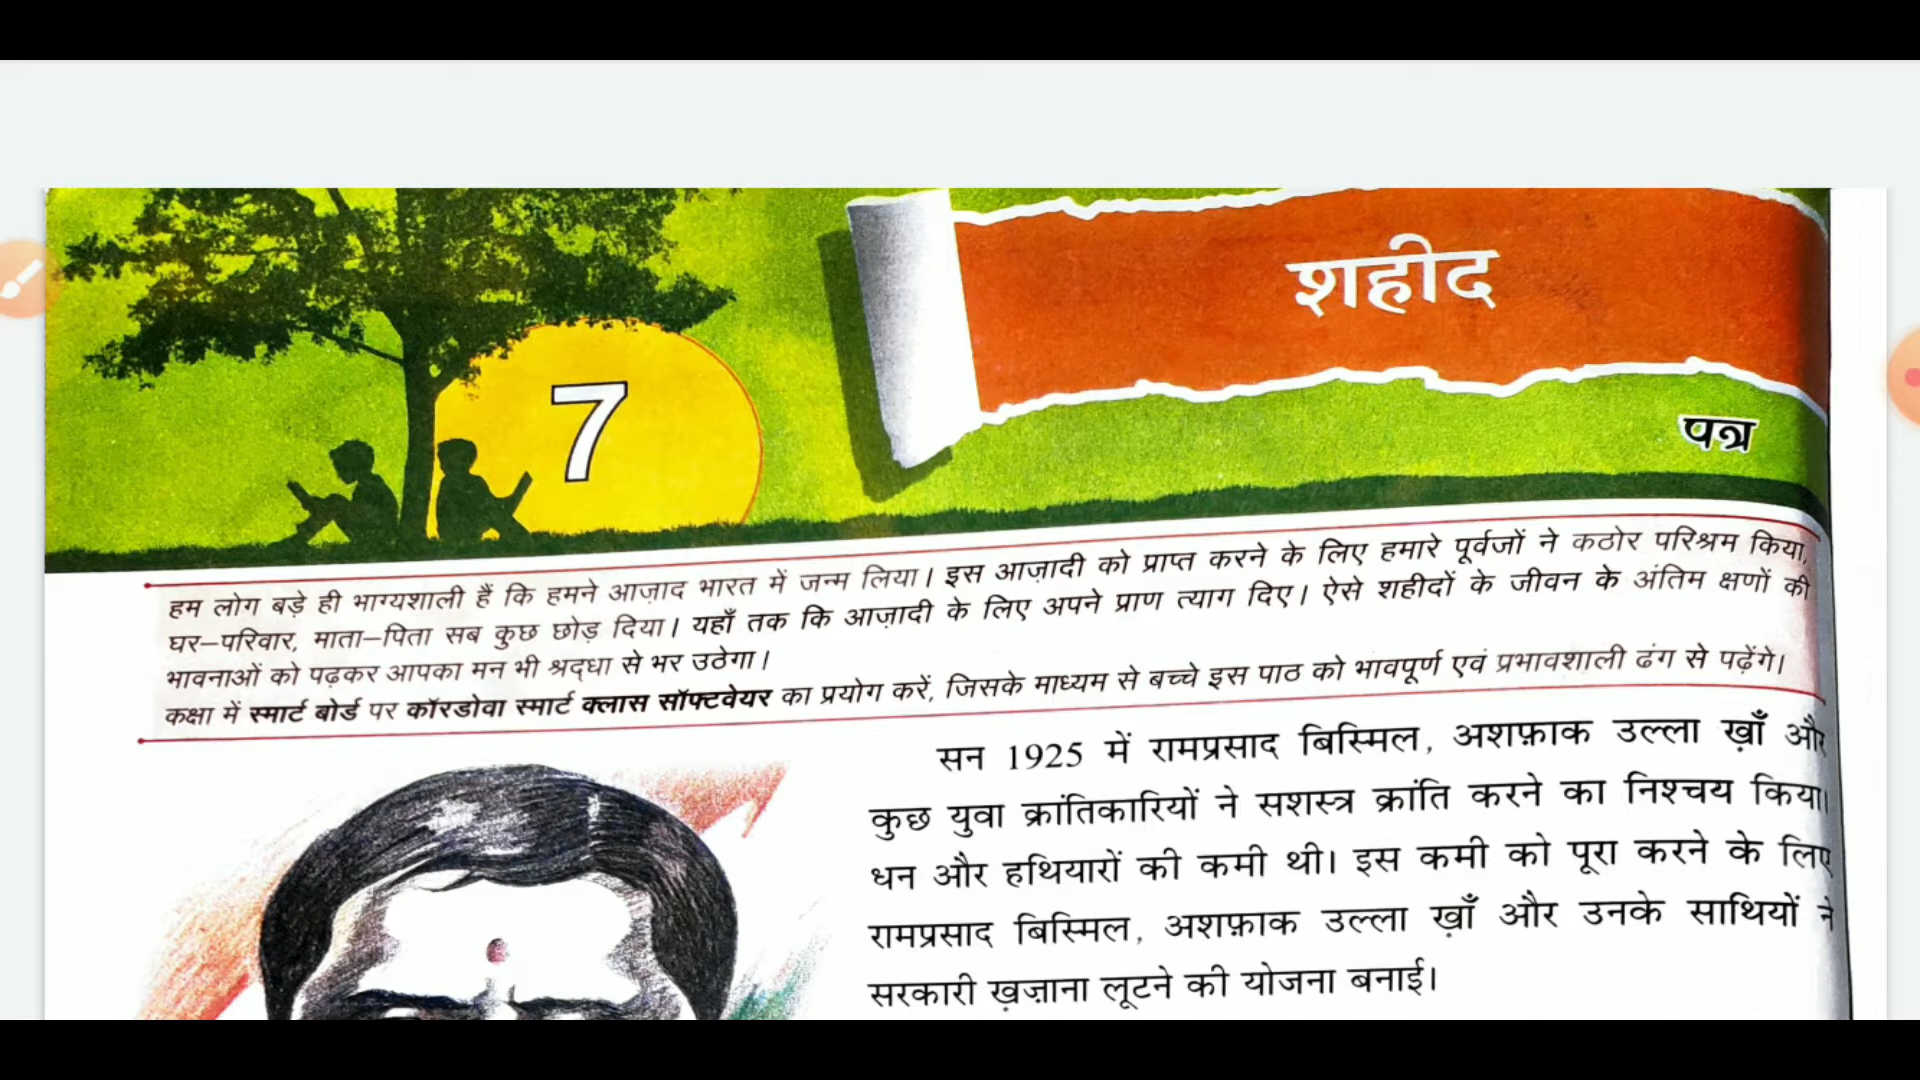 शहीद
7
पत्र
हम लोग बड़े ही भाग्यशाली हैं कि हमने आज़ाद भारत में जन्म लिया। इस आज़ादी को प्राप्त करने के लिए हमारे पूर्वजों ने कठोर परिश्रम किया,
घर–परिवार, माता–पिता सब कुछ छोड़ दिया। यहाँ तक कि आज़ादी के लिए अपने प्राण त्याग दिए। ऐसे शहीदों के जीवन के अंतिम क्षणों की
भावनाओं को पढ़कर आपका मन भी श्रद्धा से भर उठेगा।
कक्षा में स्मार्ट बोर्ड पर कॉरडोवा स्मार्ट क्लास सॉफ्टवेयर का प्रयोग करें, जिसके माध्यम से बच्चे इस पाठ को भावपूर्ण एवं प्रभावशाली ढंग से पढ़ेंगे।
सन 1925 में रामप्रसाद बिस्मिल, अशफ़ाक उल्ला ख़ाँ और
कुछ युवा क्रांतिकारियों ने सशस्त्र क्रांति करने का निश्चय किया।
धन और हथियारों की कमी थी। इस कमी को पूरा करने के लिए
रामप्रसाद बिस्मिल, अशफ़ाक उल्ला ख़ाँ और उनके साथियों ने
सरकारी ख़ज़ाना लूटने की योजना बनाई।